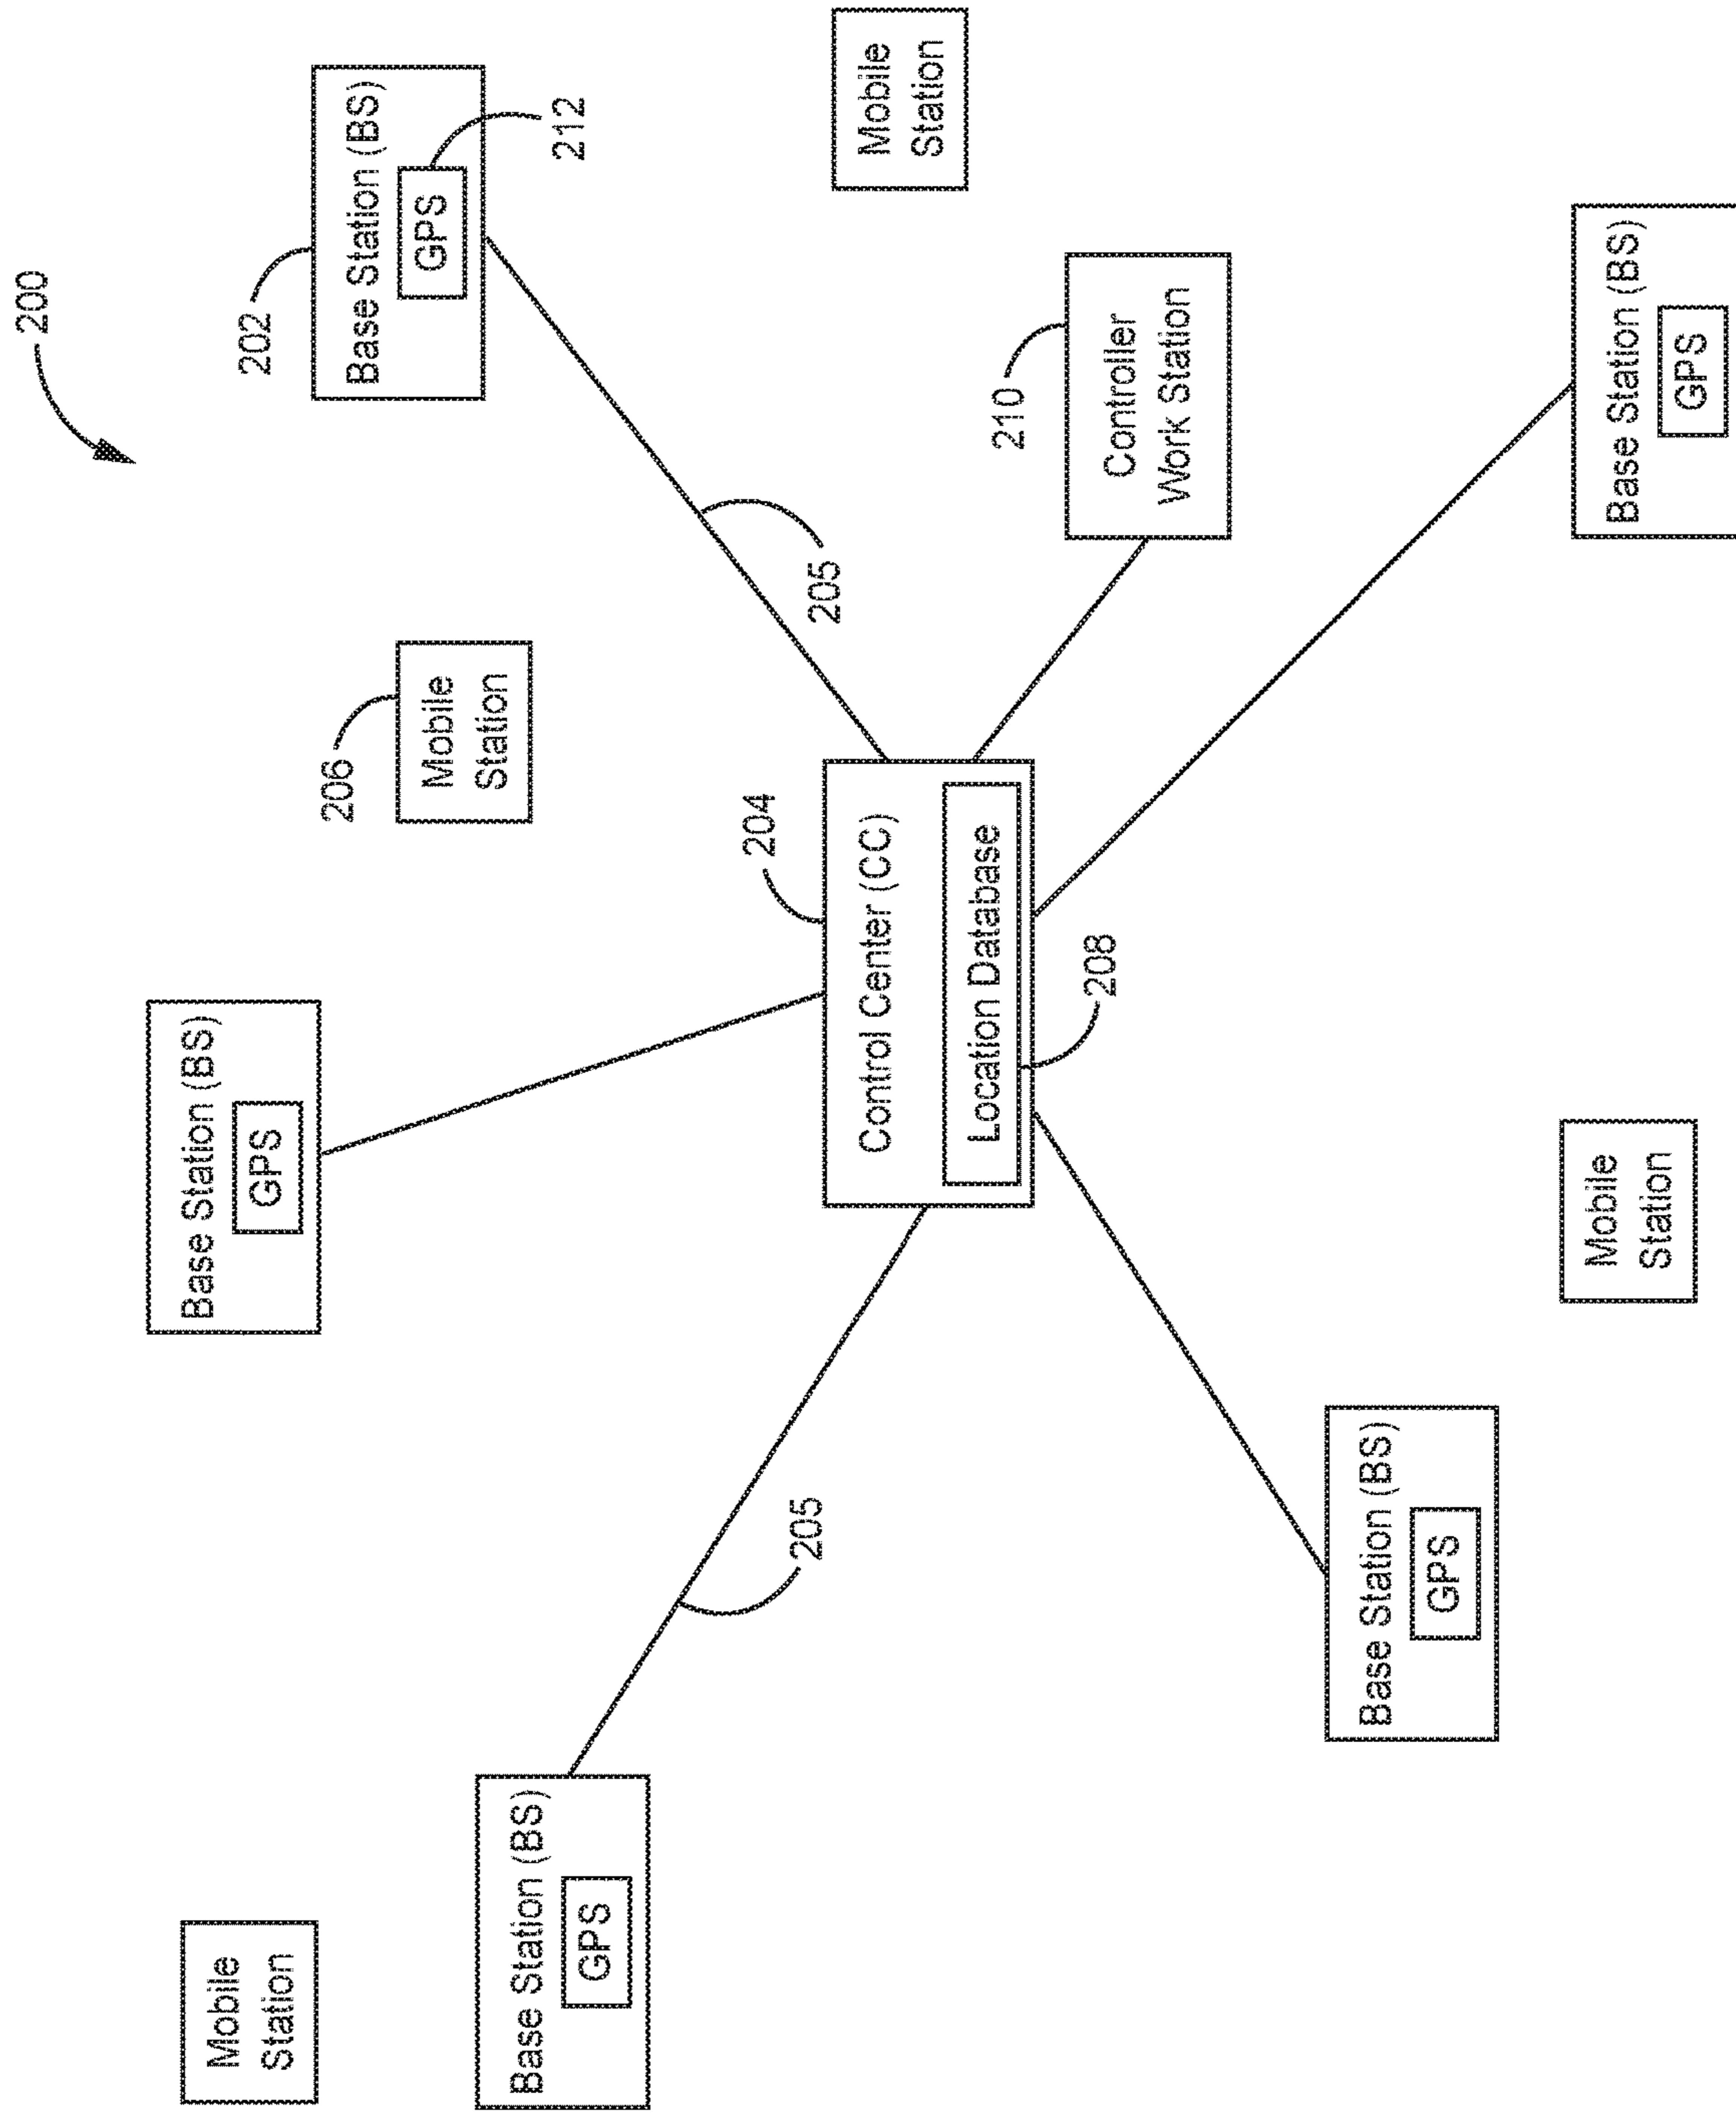 200
Base Station (BS)
GPS
Mobile
Station
202
Base Station (BS)
GPS
212
206
Mobile
Station
Base Station (BS)
GPS
204
205
205
Control Center (CC)
Location Database
208
Mobile
Station
210
Controller
Work Station
Base Station (BS)
GPS
Mobile
Station
Base Station (BS)
GPS